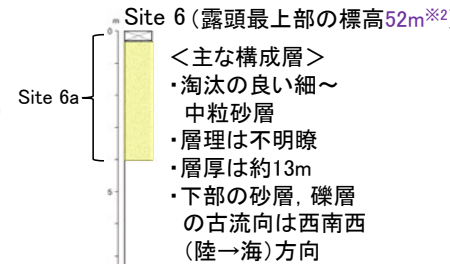 Site 6（露頭最上部の標高52m※2）
m
0
＜主な構成層＞
・淘汰の良い細～
中粒砂層
Site 6a
・層理は不明瞭
・層厚は約13m
・下部の砂層，礫層
の古流向は西南西
（陸→海）方向
5